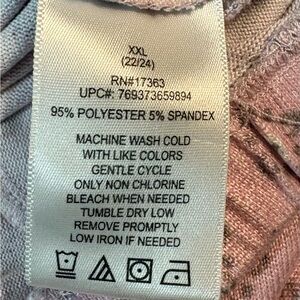 XXL
(22/24)
RN#17363
UPC#: 769373659894
95% POLYESTER 5% SPANDEX
MACHINE WASH COLD
WITH LIKE COLORS
GENTLE CYCLE
ONLY NON CHLORINE
BLEACH WHEN NEEDED
TUMBLE DRY LOW
REMOVE PROMPTLY
LOW IRON IF NEEDED